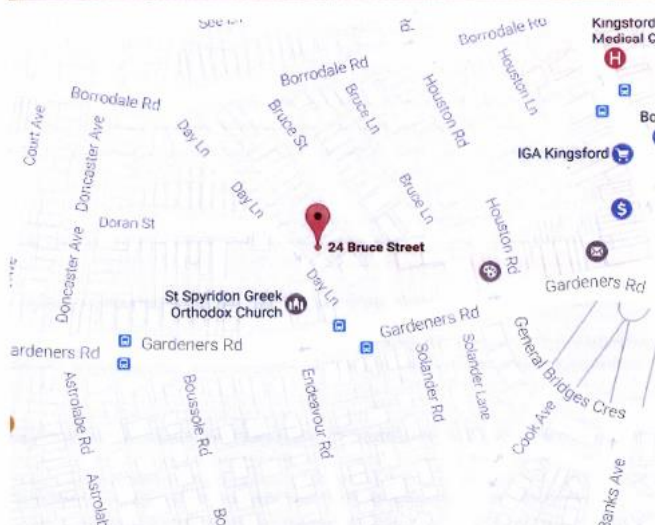 Kingsford
Medical C
Borrodale Rd
Borrodale Rd
Borrodale Rd
Houston Ln
Houston Rd
Bruce Ln
Bruce St
Court Ave
Doncaster Ave
Day Ln
IGA Kingsford
Bo
Day Ln
Bruce Ln
Doran St
Houston Rd
Doncaster Ave
24 Bruce Street
Day Ln
St Spyridon Greek
Orthodox Church
Gardeners Rd
Gardeners Rd
Gardeners Rd
ardeners Rd
General Bridges Cres
Astrolabe Rd
Boussole Rd
Endeavour Rd
Solander Rd
Solander Lane
Cook Ave
Banks Ave
Astrolab
Bo